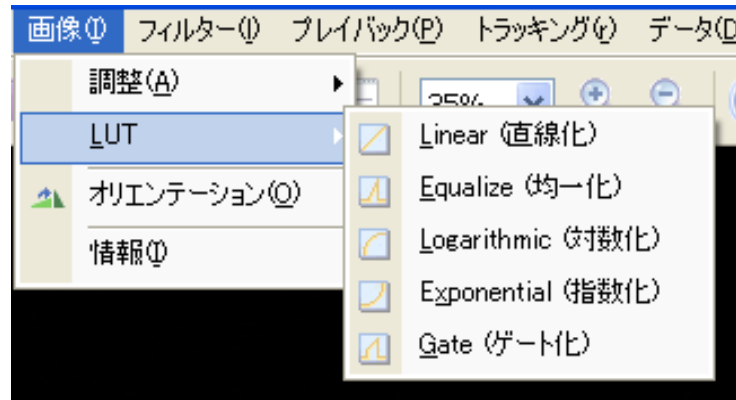 画像(I) フィルター(I) プレイバック(P) トラッキング(r) データ(D
調整(A)
35%
LUT
Linear (直線化)
Equalize (均一化)
オリエンテーション(O)
Logarithmic (対数化)
情報(I)
Exponential (指数化)
Gate (ゲート化)